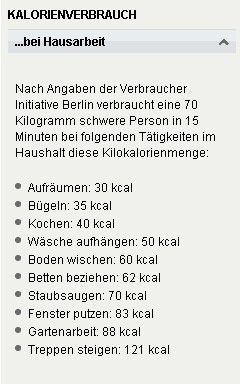 KALORIENVERBRAUCH
...bei Hausarbeit
Nach Angaben der Verbraucher
Initiative Berlin verbraucht eine 70
Kilogramm schwere Person in 15
Minuten bei folgenden Tätigkeiten im
Haushalt diese Kilokalorienmenge:
Aufräumen: 30 kcal
Bügeln: 35 kcal
Kochen: 40 kcal
Wäsche aufhängen: 50 kcal
Boden wischen: 60 kcal
Betten beziehen: 62 kcal
Staubsaugen: 70 kcal
Fenster putzen: 83 kcal
Gartenarbeit: 88 kcal
Treppen steigen: 121 kcal